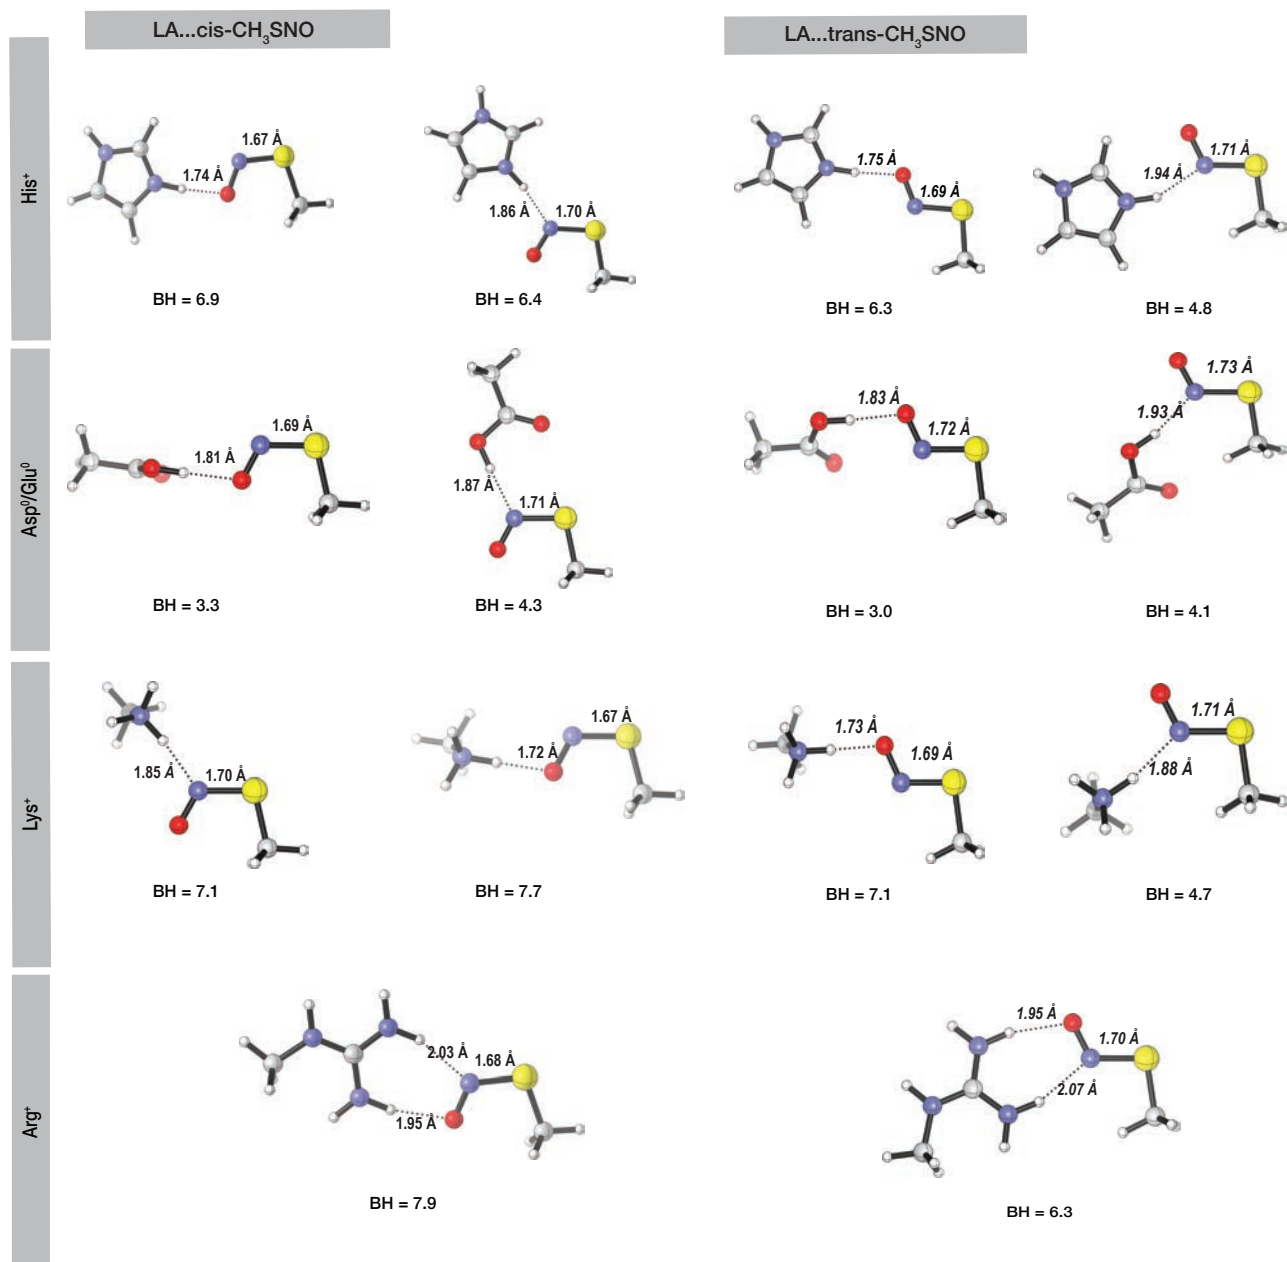 LA...cis-CH₃SNO
LA...trans-CH₃SNO
His⁺
1.74 Å
1.67 Å
BH = 6.9
1.86 Å
1.70 Å
BH = 6.4
1.75 Å
1.69 Å
BH = 6.3
1.94 Å
1.71 Å
BH = 4.8
Asp⁰/Glu⁰
1.81 Å
1.69 Å
BH = 3.3
1.87 Å
1.71 Å
BH = 4.3
1.83 Å
1.72 Å
BH = 3.0
1.73 Å
1.93 Å
BH = 4.1
Lys⁺
1.85 Å
1.70 Å
BH = 7.1
1.72 Å
1.67 Å
BH = 7.7
1.73 Å
1.69 Å
BH = 7.1
1.71 Å
1.88 Å
BH = 4.7
Arg⁺
2.03 Å
1.68 Å
1.95 Å
BH = 7.9
1.95 Å
1.70 Å
2.07 Å
BH = 6.3